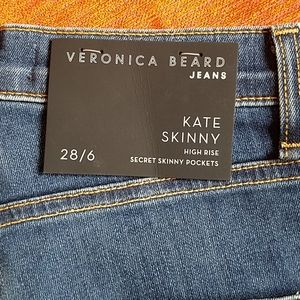 VERONICA BEARD
JEANS
KATE
SKINNY
HIGH RISE
28/6
SECRET SKINNY POCKETS